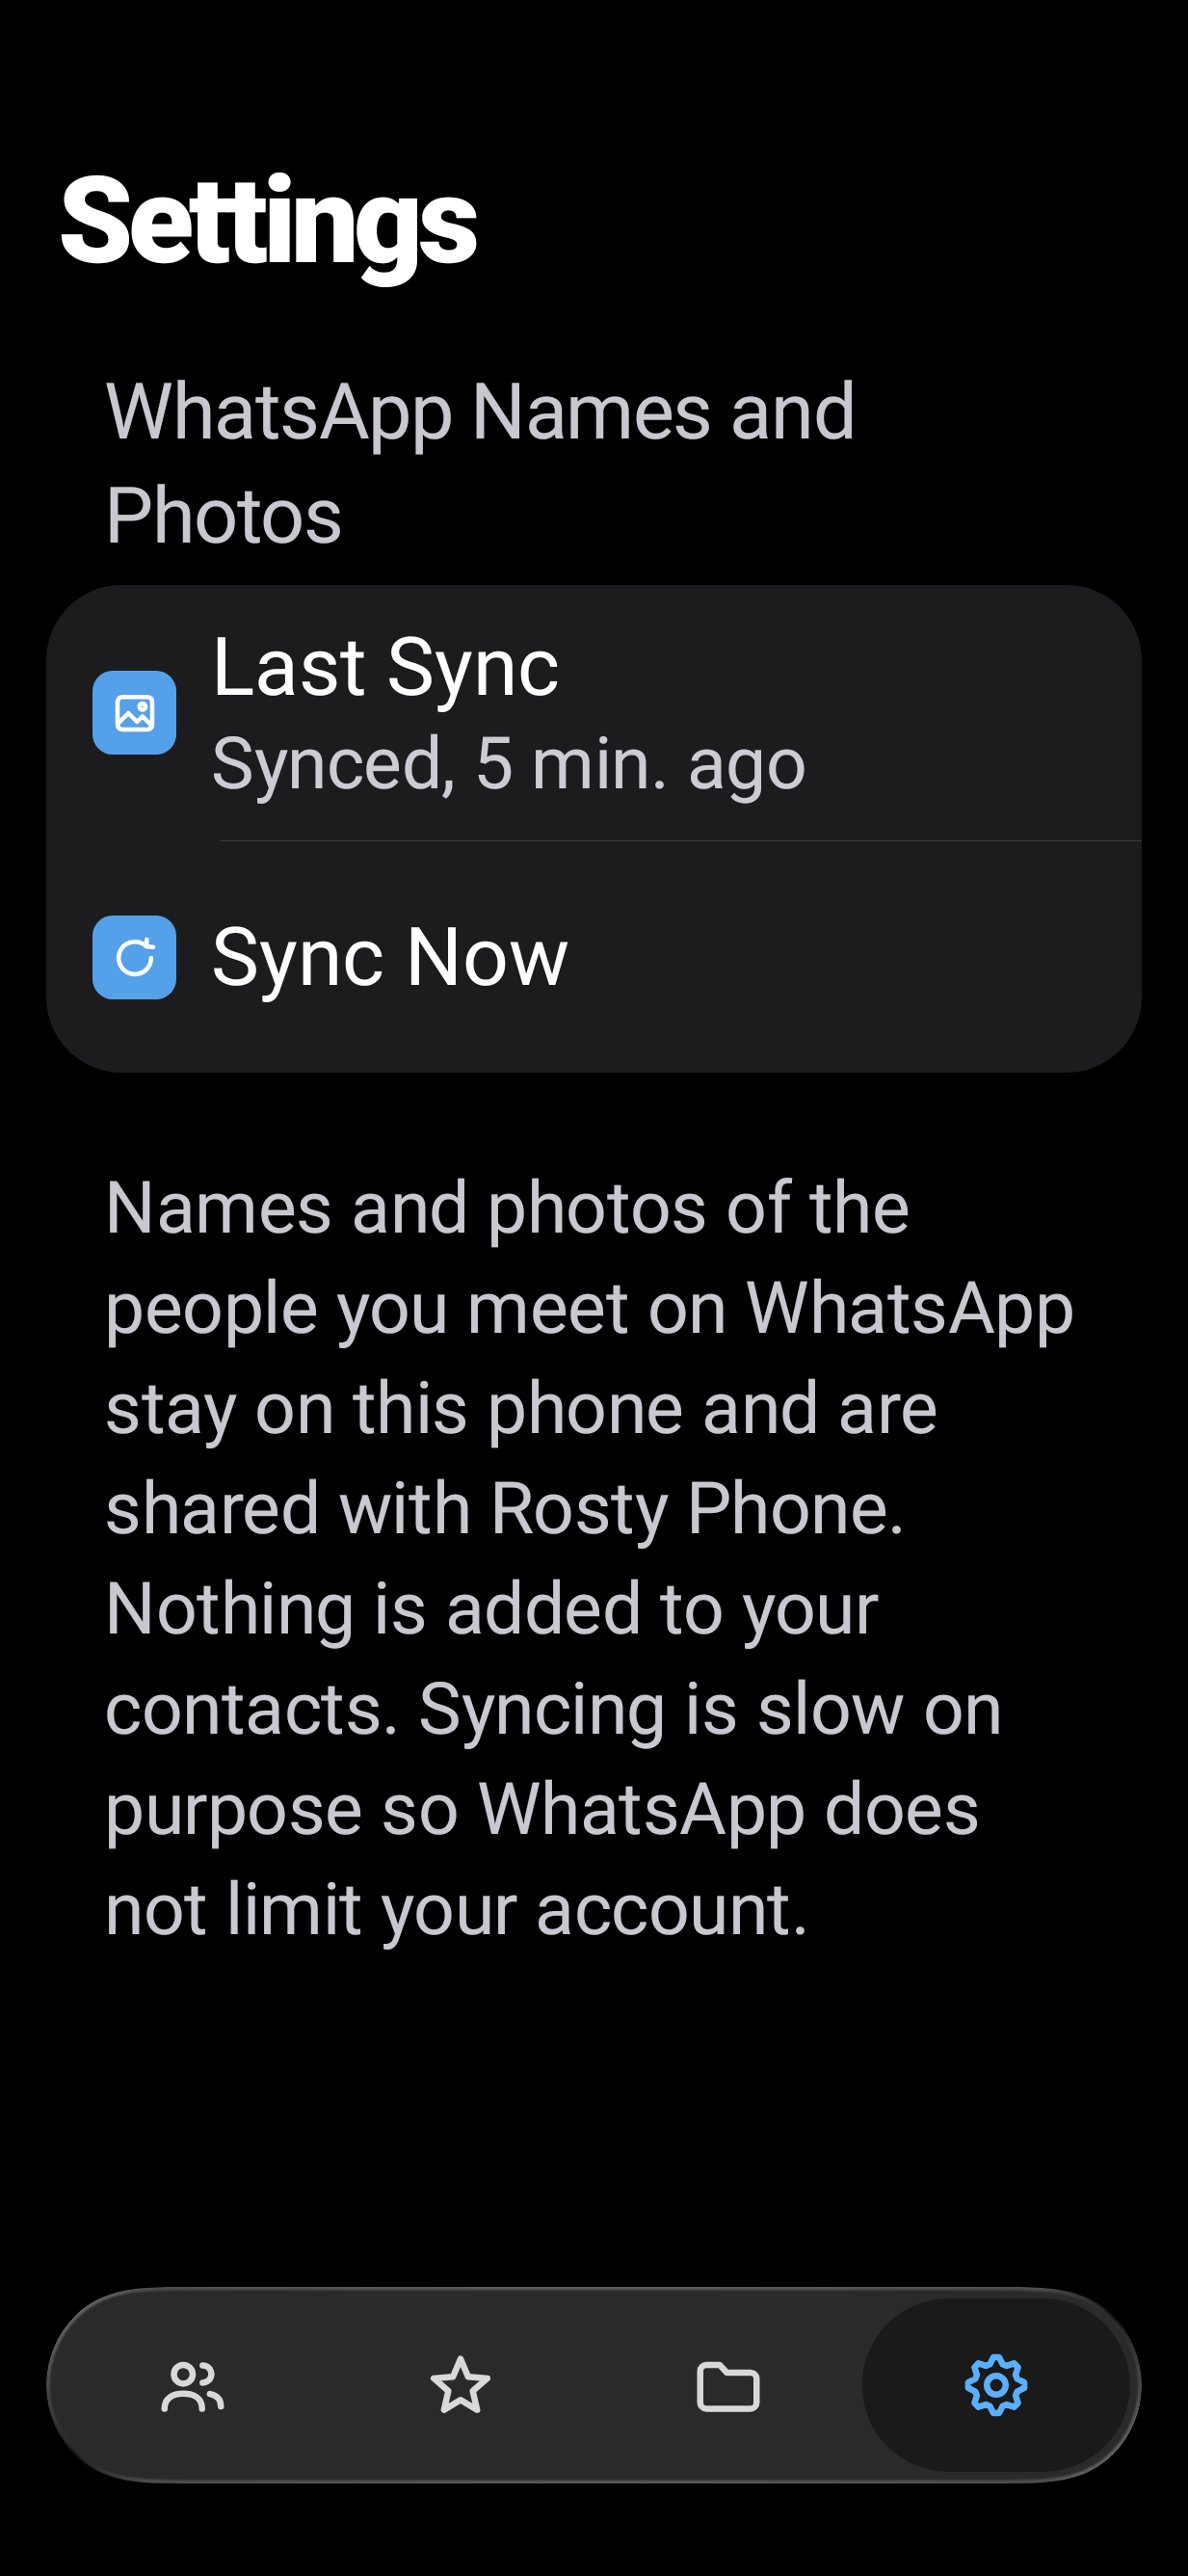 Settings
WhatsApp Names and
Photos
Last Sync
Synced, 5 min. ago
Sync Now
Names and photos of the
people you meet on WhatsApp
stay on this phone and are
shared with Rosty Phone.
Nothing is added to your
contacts. Syncing is slow on
purpose so WhatsApp does
not limit your account.